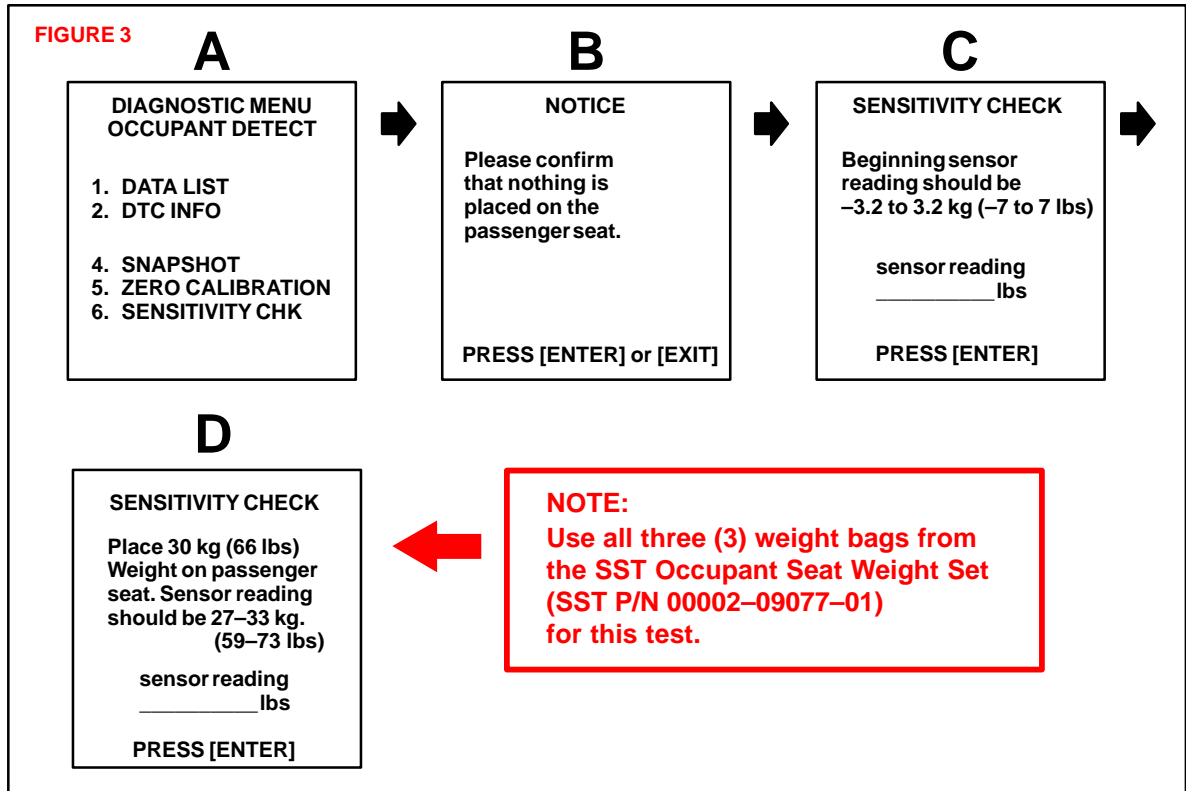 FIGURE 3
A
DIAGNOSTIC MENU
OCCUPANT DETECT
1. DATA LIST
2. DTC INFO
4. SNAPSHOT
5. ZERO CALIBRATION
6. SENSITIVITY CHK
B
NOTICE
Please confirm
that nothing is
placed on the
passenger seat.
PRESS [ENTER] or [EXIT]
C
SENSITIVITY CHECK
Beginning sensor
reading should be
–3.2 to 3.2 kg (–7 to 7 lbs)
sensor reading
__________lbs
PRESS [ENTER]
D
SENSITIVITY CHECK
Place 30 kg (66 lbs)
Weight on passenger
seat. Sensor reading
should be 27–33 kg.
(59–73 lbs)
sensor reading
__________lbs
PRESS [ENTER]
NOTE:
Use all three (3) weight bags from
the SST Occupant Seat Weight Set
(SST P/N 00002–09077–01)
for this test.